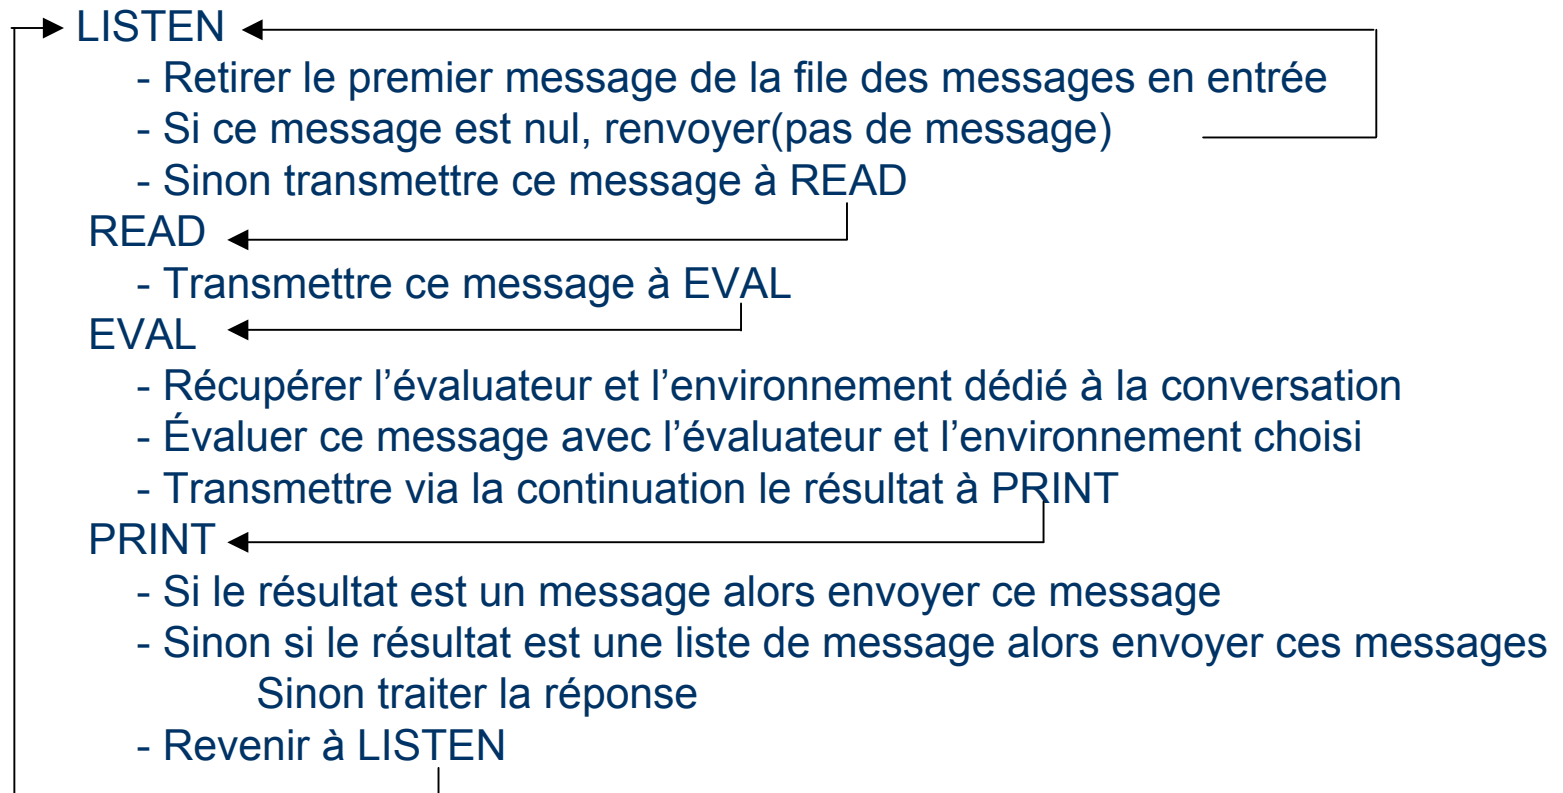 LISTEN
- Retirer le premier message de la file des messages en entrée
- Si ce message est nul, renvoyer(pas de message)
- Sinon transmettre ce message à READ
READ
- Transmettre ce message à EVAL
EVAL
- Récupérer l’évaluateur et l’environnement dédié à la conversation
- Évaluer ce message avec l’évaluateur et l’environnement choisi
- Transmettre via la continuation le résultat à PRINT
PRINT
- Si le résultat est un message alors envoyer ce message
- Sinon si le résultat est une liste de message alors envoyer ces messages
Sinon traiter la réponse
- Revenir à LISTEN